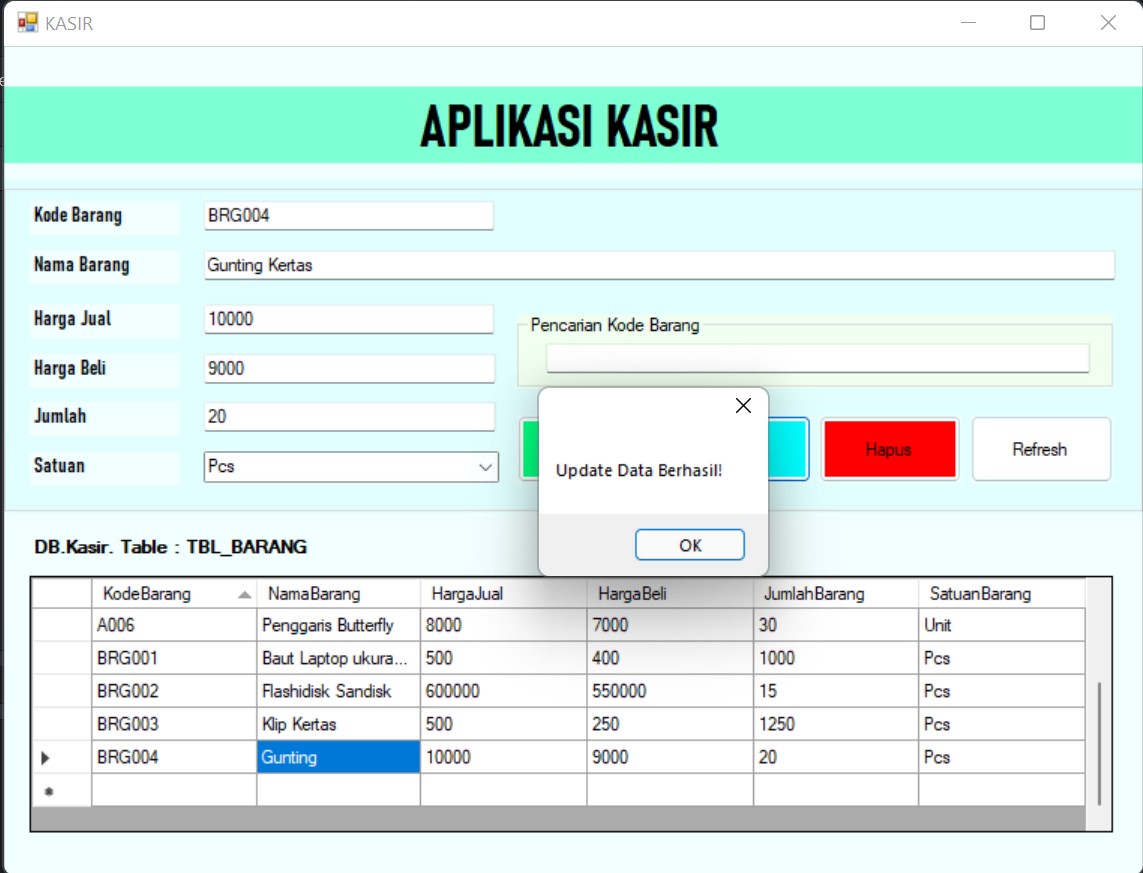 KASIR
APLIKASI KASIR
Kode Barang BRG004
Nama Barang Gunting Kertas
Harga Jual 10000
Pencarian Kode Barang
Harga Beli 9000
Jumlah 20
Satuan Pcs
Update Data Berhasil!
OK
Hapus Refresh
DB.Kasir. Table : TBL_BARANG
KodeBarang NamaBarang HargaJual HargaBeli JumlahBarang SatuanBarang
A006 Penggaris Butterfly 8000 7000 30 Unit
BRG001 Baut Laptop ukura... 500 400 1000 Pcs
BRG002 Flashidisk Sandisk 600000 550000 15 Pcs
BRG003 Klip Kertas 500 250 1250 Pcs
BRG004 Gunting 10000 9000 20 Pcs